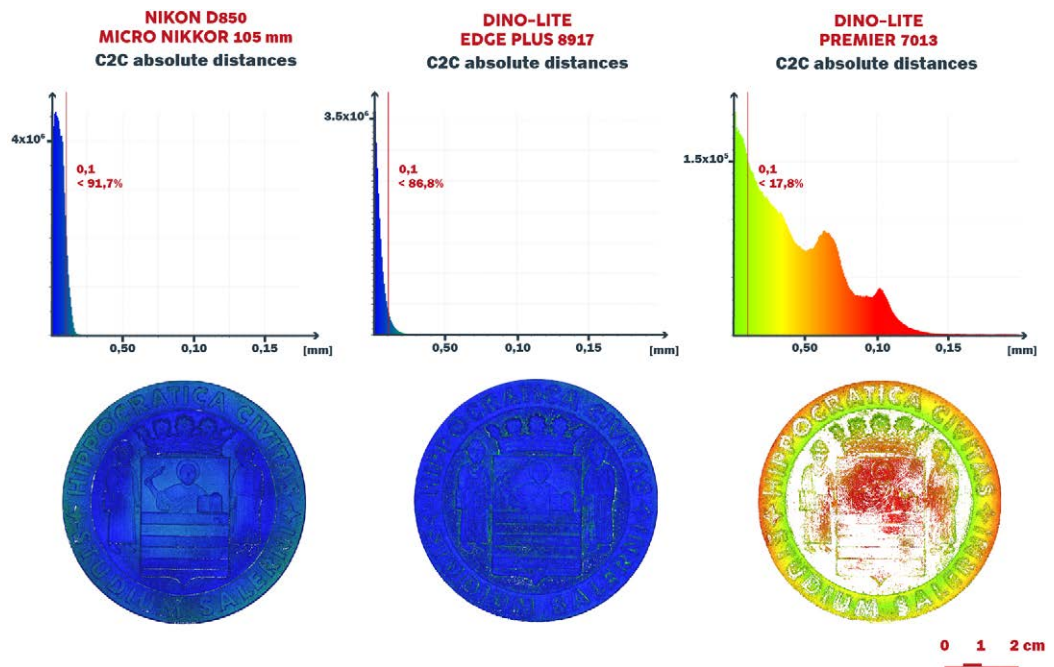 NIKON D850
MICRO NIKKOR 105 mm
C2C absolute distances
4x10⁵
0,1
< 91,7%
0,50
0,10
0,15
[mm]
DINO-LITE
EDGE PLUS 8917
C2C absolute distances
3.5x10⁵
0,1
< 86,8%
0,50
0,10
0,15
[mm]
DINO-LITE
PREMIER 7013
C2C absolute distances
1.5x10⁵
0,1
< 17,8%
0,50
0,10
0,15
[mm]
HIPPOCRATICA CIVITAS
STUDIUM SALERNI
HIPPOCRATICA CIVITAS
STUDIUM SALERNI
HIPPOCRATICA CIVITAS
STUDIUM SALERNI
0 1 2 cm